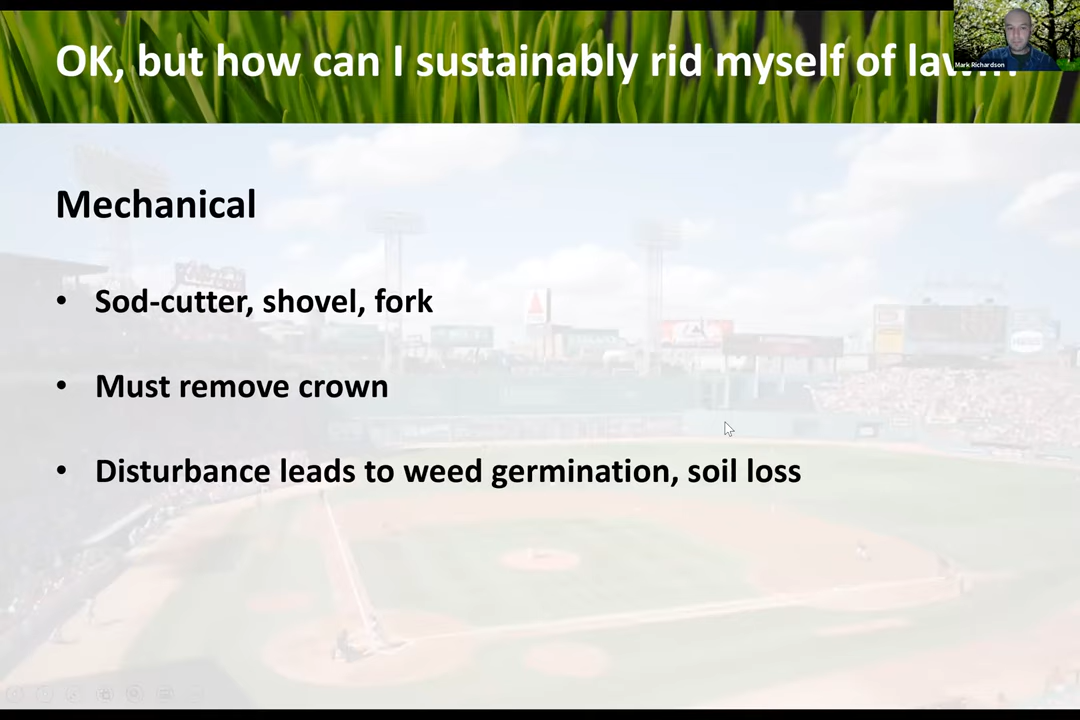 OK, but how can I sustainably rid myself of
Mark Richardson
Mechanical
• Sod-cutter, shovel, fork
• Must remove crown
• Disturbance leads to weed germination, soil loss